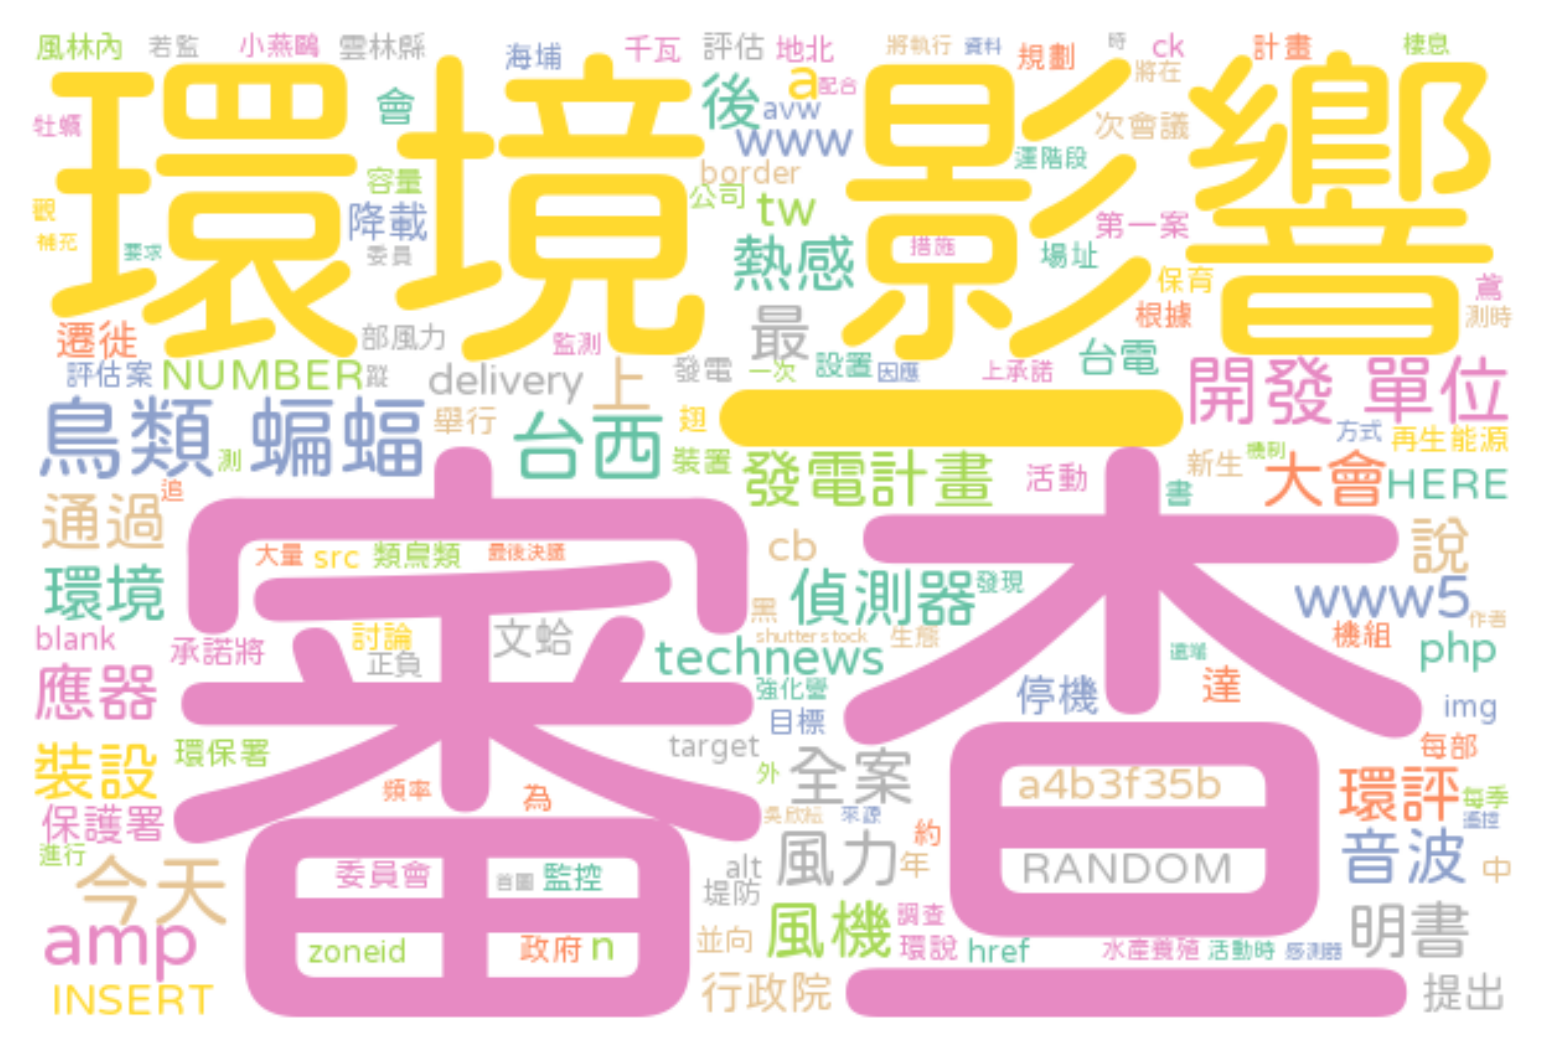 風林內 若監 小燕鷗 雲林縣 海埔 千瓦 評估 地北 將執行 資料 規劃 時 ck 計畫 棲息
環境 影響
牡蠣 會 後 a 配合 avw www 將在 次會議
容量 border 運階段
觀 降載 公司 tw 第一案
補充 要求 委員 熱感 措施 場址 保育
遷徙 部風力 監測 最 根據 鳶 測時
評估案 NUMBER 蹤 delivery 上 發電 一次 設置 因應 上承諾 台電 開發 單位
鳥類 蝙蝠 測 舉行 台西 翅 裝置 方式 再生能源
審查
發電計畫 活動 新生 機制 大會 HERE 書
通過 追 大量 src 類鳥類 最後決議 cb 說
環境 偵測器 發現 www5 作者
blank 承諾將 討論 正負 文蛤 黑 shutterstock 生態 technews 機組 php
應器 強化 目標 停機 遠端 達 img
裝設 環保署 target 外 全案 a4b3f35b 每部
保護署 頻率 為 吳欣紜 來源 約 環評 每季 遙控
進行 今天 委員會 首圖 監控 alt 堤防 風力 年 RANDOM 音波 中
amp zoneid 政府 n 並向 風機 調查 環說 href 水產養殖 活動時 感測器 明書
INSERT 行政院 提出